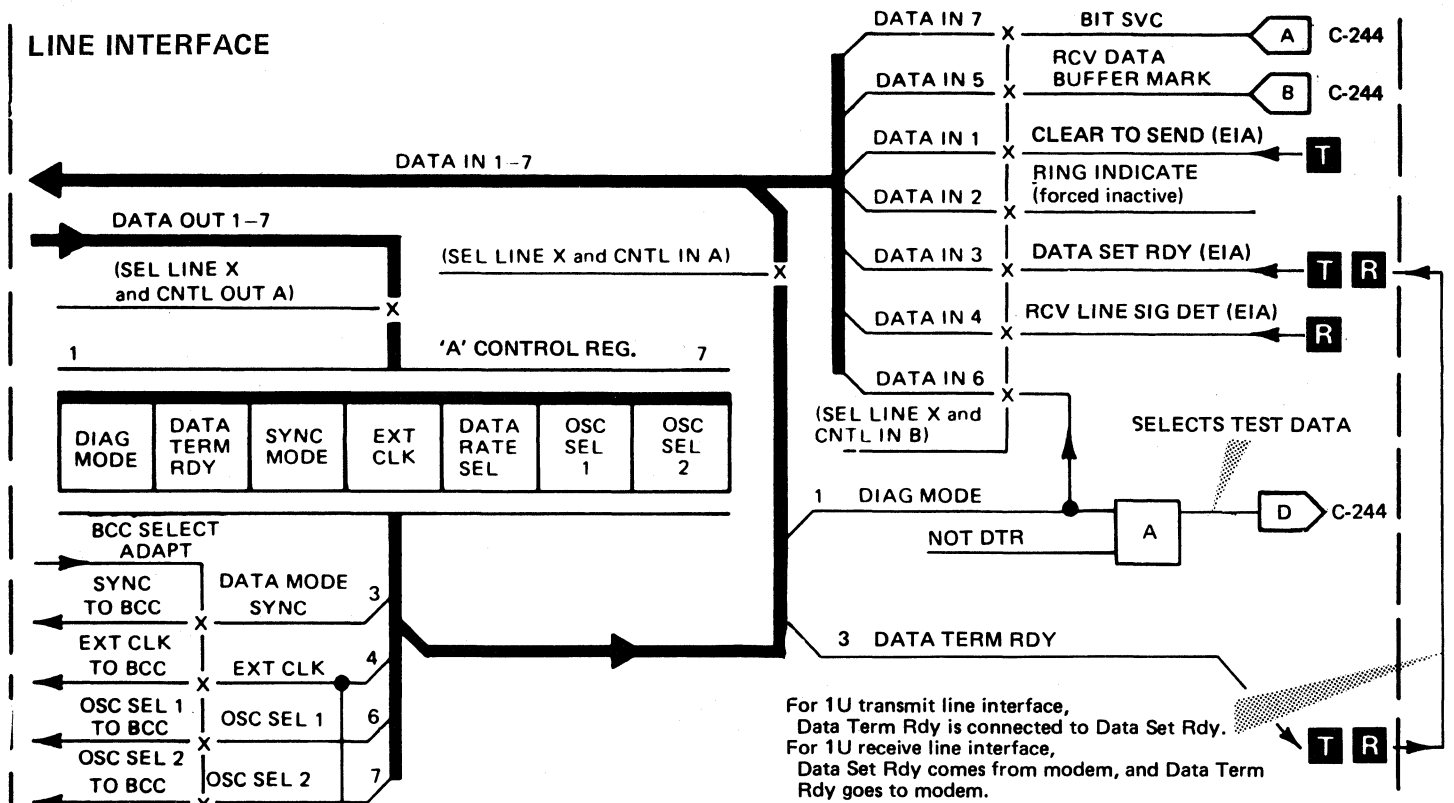 LINE INTERFACE
DATA IN 7
BIT SVC
A
C-244
DATA IN 5
RCV DATA
BUFFER MARK
B
C-244
DATA IN 1
CLEAR TO SEND (EIA)
T
DATA IN 1–7
DATA IN 2
RING INDICATE
(forced inactive)
DATA OUT 1–7
(SEL LINE X
and CNTL OUT A)
(SEL LINE X and CNTL IN A)
DATA IN 3
DATA SET RDY (EIA)
T
R
DATA IN 4
RCV LINE SIG DET (EIA)
R
1
'A' CONTROL REG.
7
DATA IN 6
(SEL LINE X and
CNTL IN B)
DIAG
MODE
DATA
TERM
RDY
SYNC
MODE
EXT
CLK
DATA
RATE
SEL
OSC
SEL
1
OSC
SEL
2
SELECTS TEST DATA
1
DIAG MODE
NOT DTR
A
D
C-244
BCC SELECT
ADAPT
SYNC
TO BCC
DATA MODE
SYNC
3
EXT CLK
TO BCC
EXT CLK
4
OSC SEL 1
TO BCC
OSC SEL 1
6
OSC SEL 2
TO BCC
OSC SEL 2
7
3
DATA TERM RDY
For 1U transmit line interface,
Data Term Rdy is connected to Data Set Rdy.
For 1U receive line interface,
Data Set Rdy comes from modem, and Data Term
Rdy goes to modem.
T
R
X
X
X
X
X
X
X
X
X
X
X
X
X